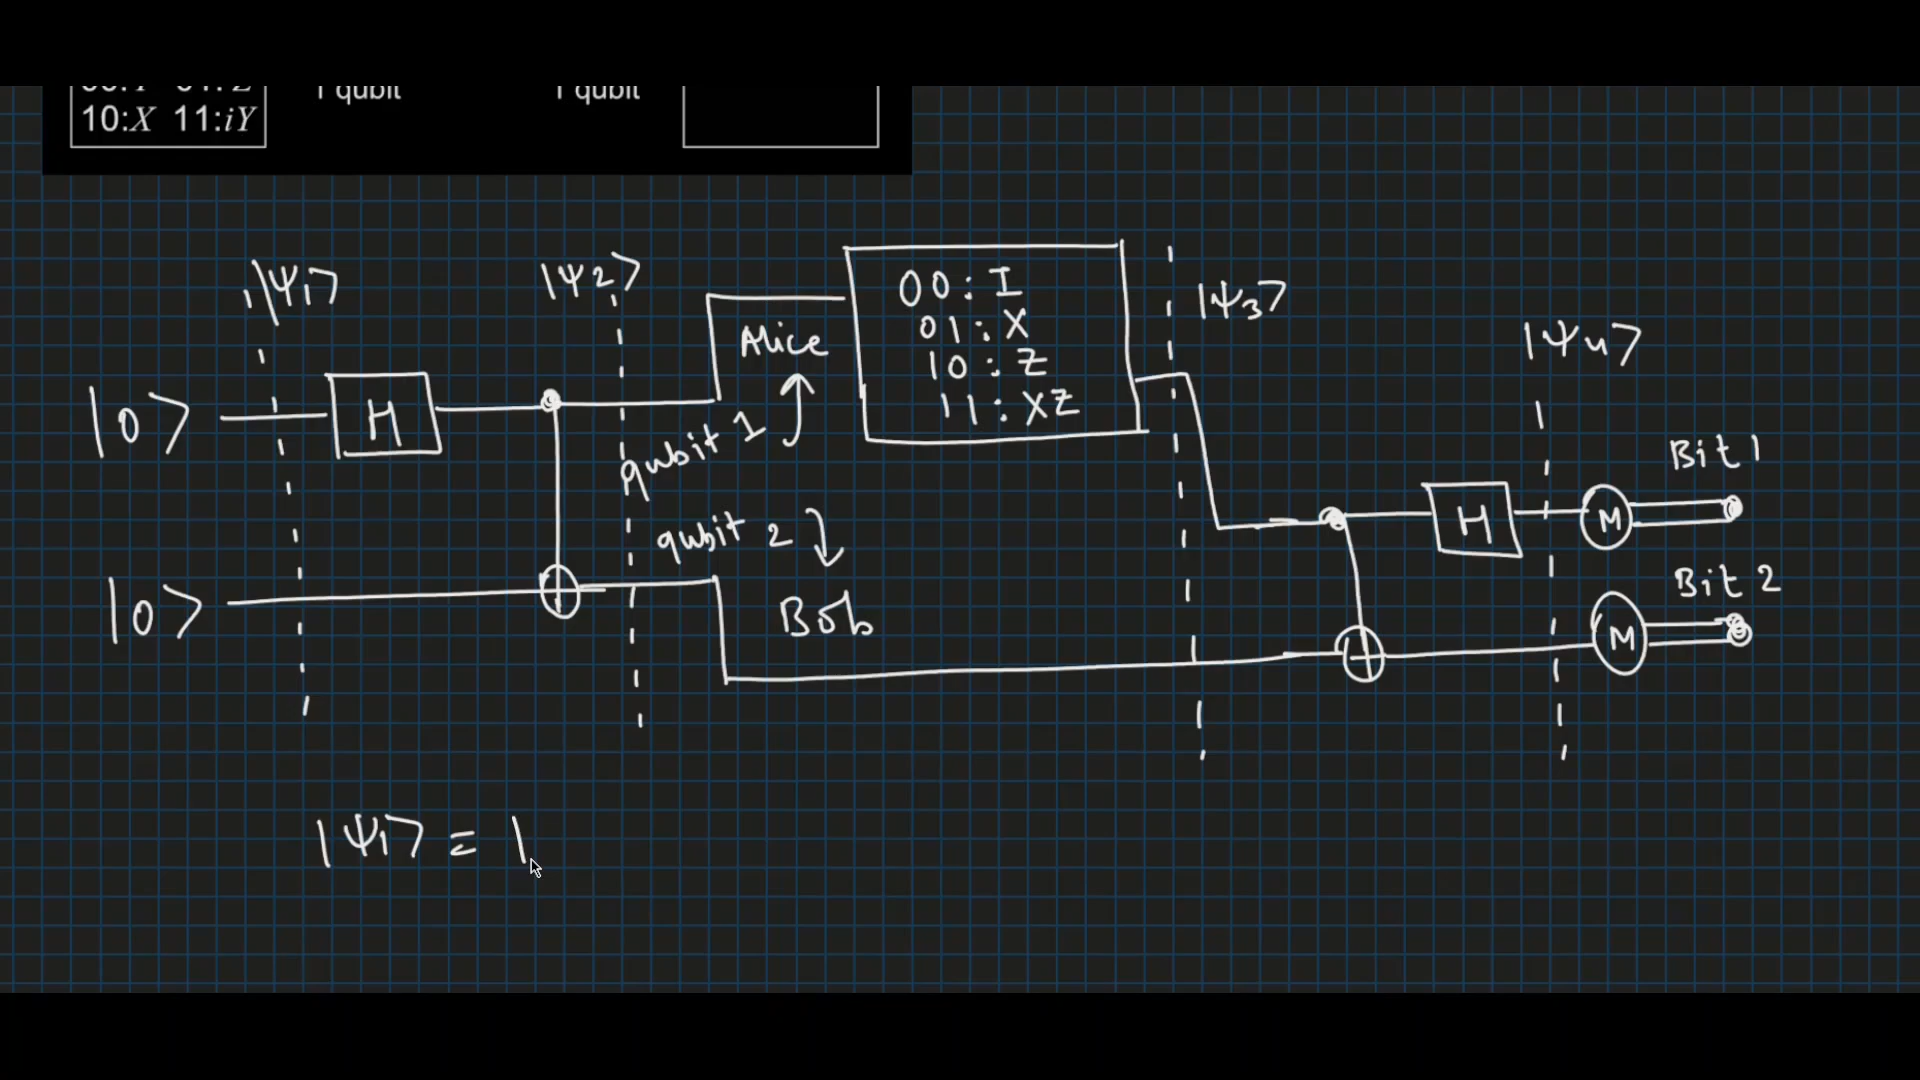 1 qubit 1 qubit
10:X 11:iY
|ψ1⟩ |ψ2⟩
00 : I
01 : X
10 : Z
11 : XZ
Alice
|ψ3⟩
|ψ4⟩
|0⟩ H
qubit 1
Bit 1
H M
qubit 2
|0⟩
Bob
Bit 2
M
|ψ1⟩ = |